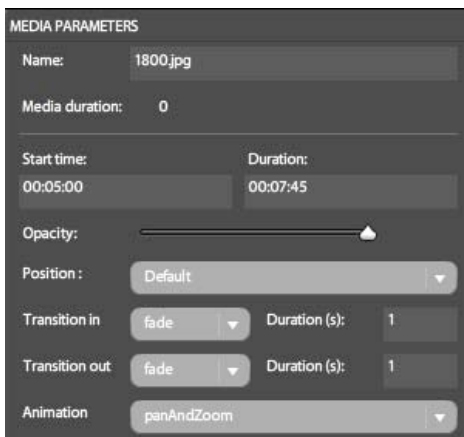 MEDIA PARAMETERS
Name: 1800.jpg
Media duration: 0
Start time: Duration:
00:05:00 00:07:45
Opacity:
Position : Default
Transition in fade Duration (s): 1
Transition out fade Duration (s): 1
Animation panAndZoom